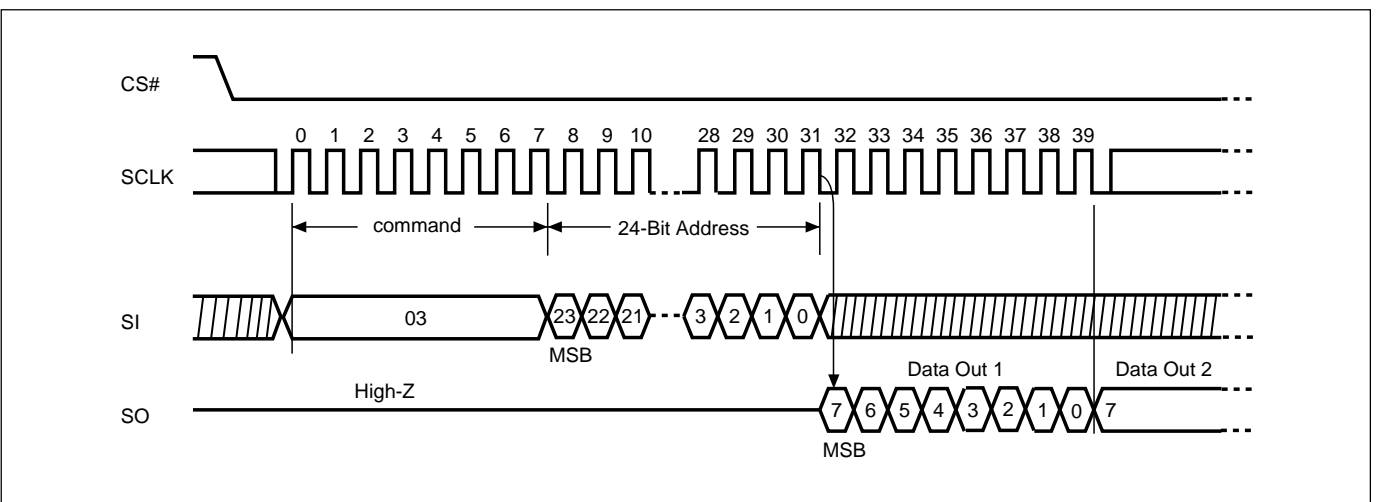 CS#
0 1 2 3 4 5 6 7 8 9 10 28 29 30 31 32 33 34 35 36 37 38 39
SCLK
command 24-Bit Address
SI 03 23 22 21 3 2 1 0
MSB
Data Out 1 Data Out 2
High-Z
SO 7 6 5 4 3 2 1 0 7
MSB